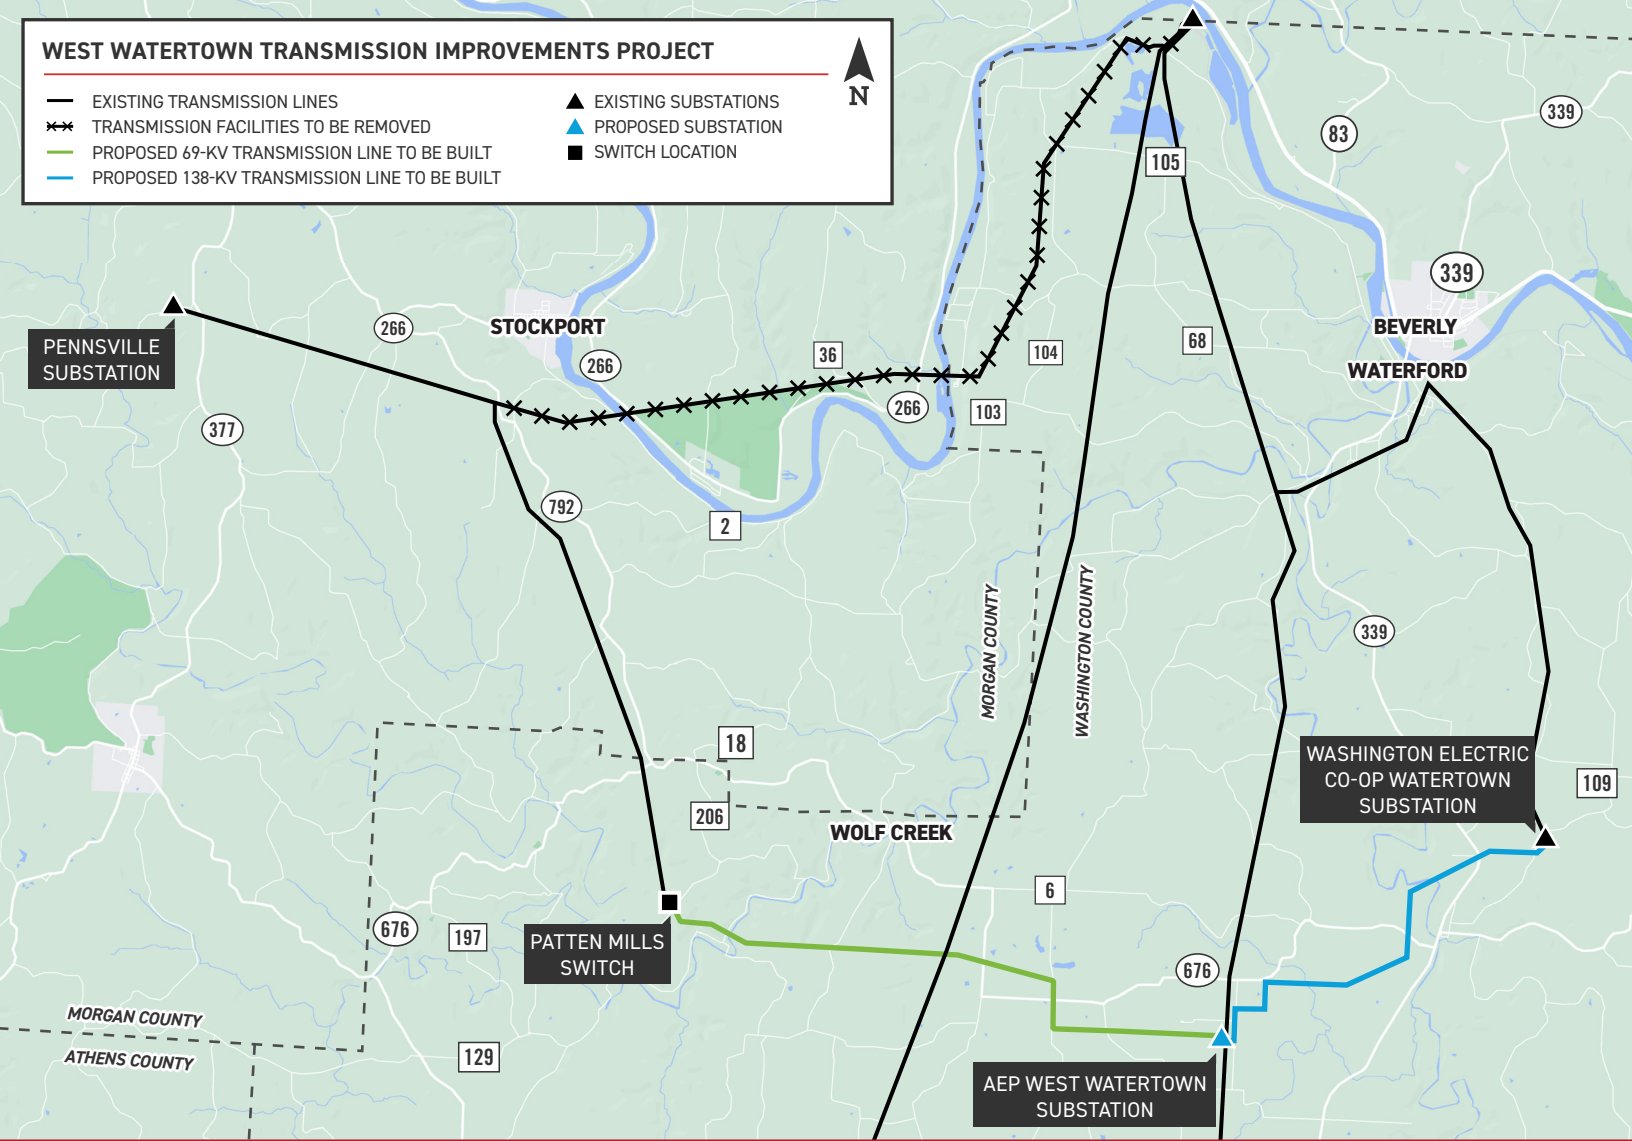 WEST WATERTOWN TRANSMISSION IMPROVEMENTS PROJECT
EXISTING TRANSMISSION LINES
TRANSMISSION FACILITIES TO BE REMOVED
PROPOSED 69-KV TRANSMISSION LINE TO BE BUILT
PROPOSED 138-KV TRANSMISSION LINE TO BE BUILT
EXISTING SUBSTATIONS
PROPOSED SUBSTATION
SWITCH LOCATION
N
339
83
105
339
STOCKPORT
266
266
36
104
68
BEVERLY
WATERFORD
PENNSVILLE
SUBSTATION
377
266
103
792
2
339
MORGAN COUNTY
WASHINGTON COUNTY
18
206
WOLF CREEK
WASHINGTON ELECTRIC
CO-OP WATERTOWN
SUBSTATION
109
6
676
197
PATTEN MILLS
SWITCH
676
MORGAN COUNTY
ATHENS COUNTY
129
AEP WEST WATERTOWN
SUBSTATION